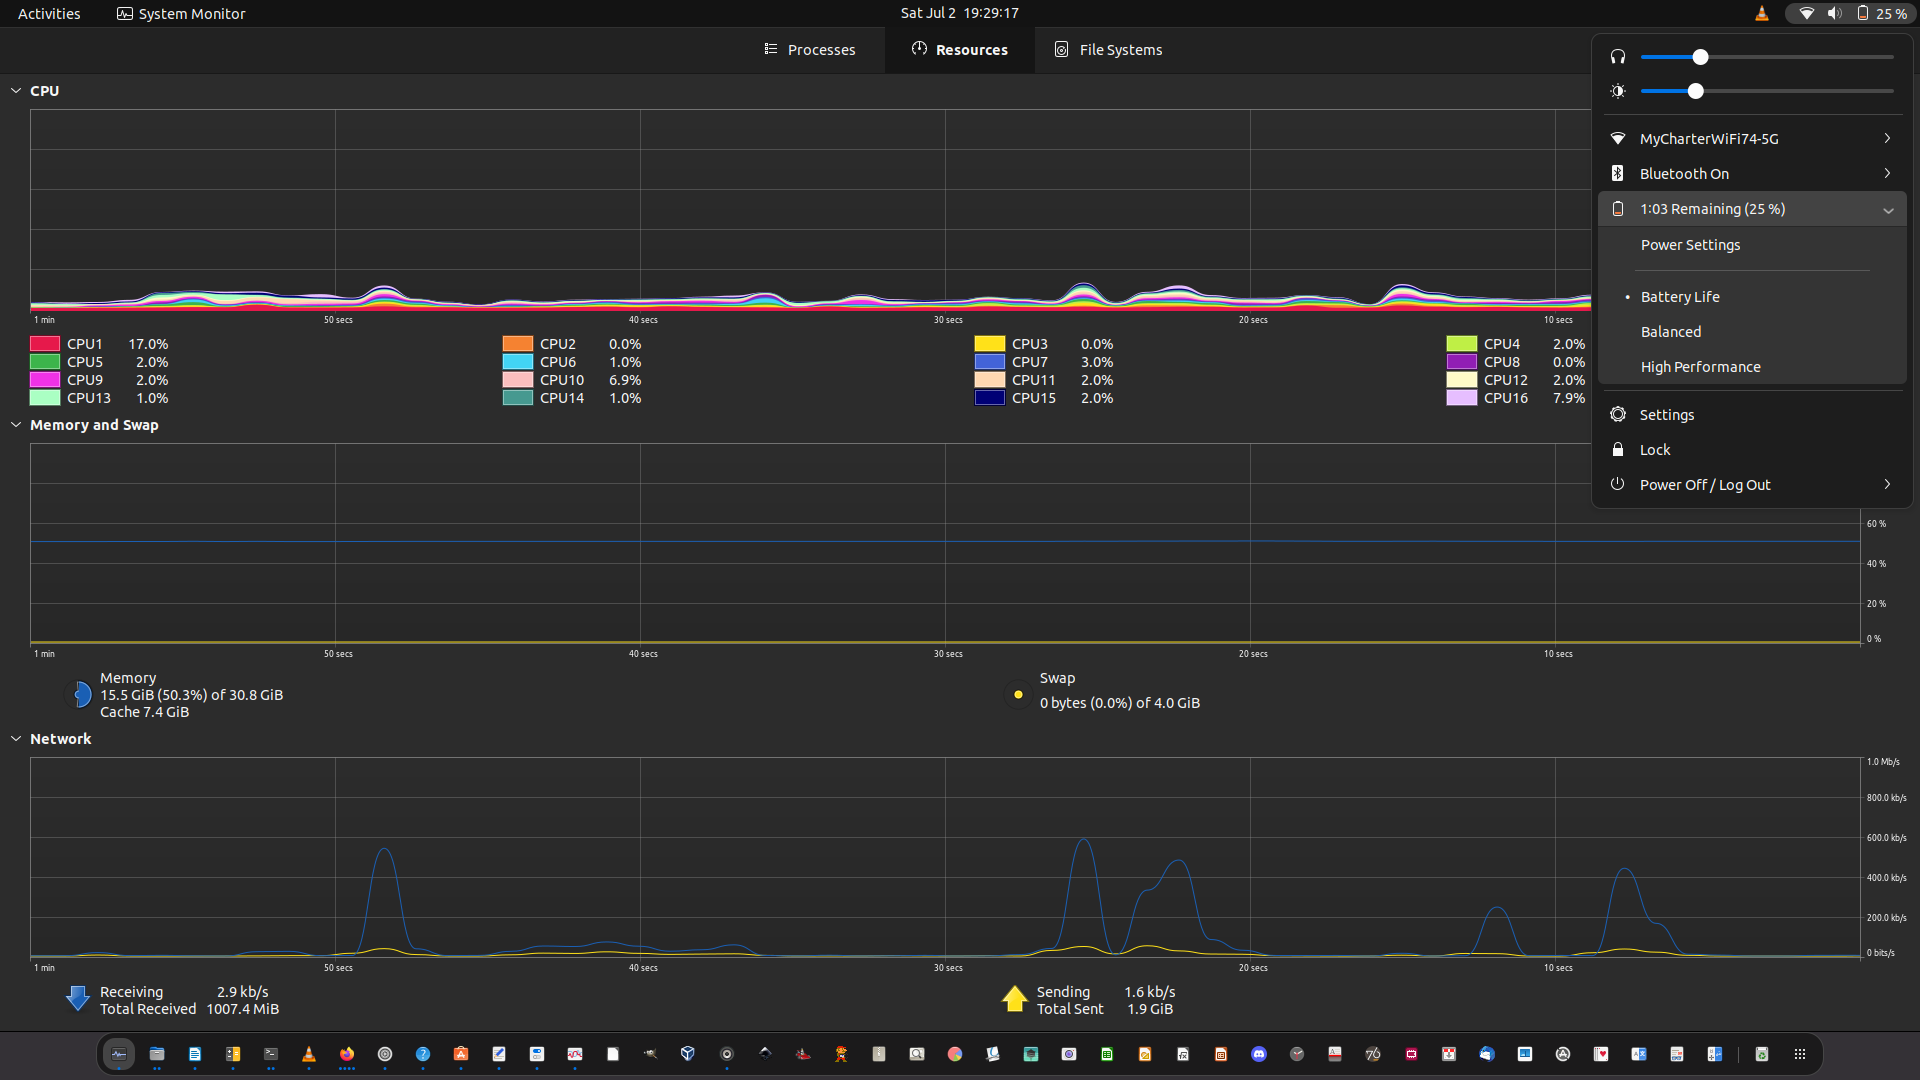 Activities
System Monitor
Sat Jul 2 19:29:17
25 %
Processes
Resources
File Systems
CPU
1 min
50 secs
40 secs
30 secs
20 secs
10 secs
CPU1 17.0%
CPU2 0.0%
CPU3 0.0%
CPU4 2.0%
CPU5 2.0%
CPU6 1.0%
CPU7 3.0%
CPU8 0.0%
CPU9 2.0%
CPU10 6.9%
CPU11 2.0%
CPU12 2.0%
CPU13 1.0%
CPU14 1.0%
CPU15 2.0%
CPU16 7.9%
MyCharterWiFi74-5G
Bluetooth On
1:03 Remaining (25 %)
Power Settings
• Battery Life
Balanced
High Performance
Settings
Lock
Power Off / Log Out
Memory and Swap
60 %
40 %
20 %
0 %
1 min
50 secs
40 secs
30 secs
20 secs
10 secs
Memory
15.5 GiB (50.3%) of 30.8 GiB
Cache 7.4 GiB
Swap
0 bytes (0.0%) of 4.0 GiB
Network
1.0 Mb/s
800.0 kb/s
600.0 kb/s
400.0 kb/s
200.0 kb/s
0 bits/s
1 min
50 secs
40 secs
30 secs
20 secs
10 secs
Receiving 2.9 kb/s
Total Received 1007.4 MiB
Sending 1.6 kb/s
Total Sent 1.9 GiB
76